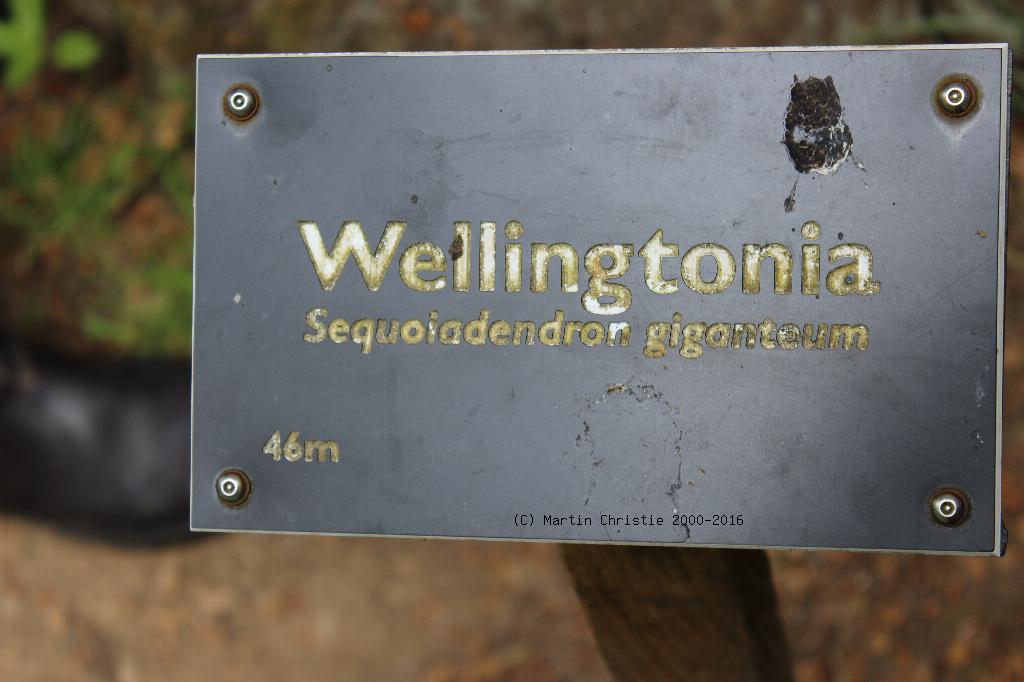 Wellingtonia
Sequoiadendron giganteum
46m
(C) Martin Christie 2000-2016